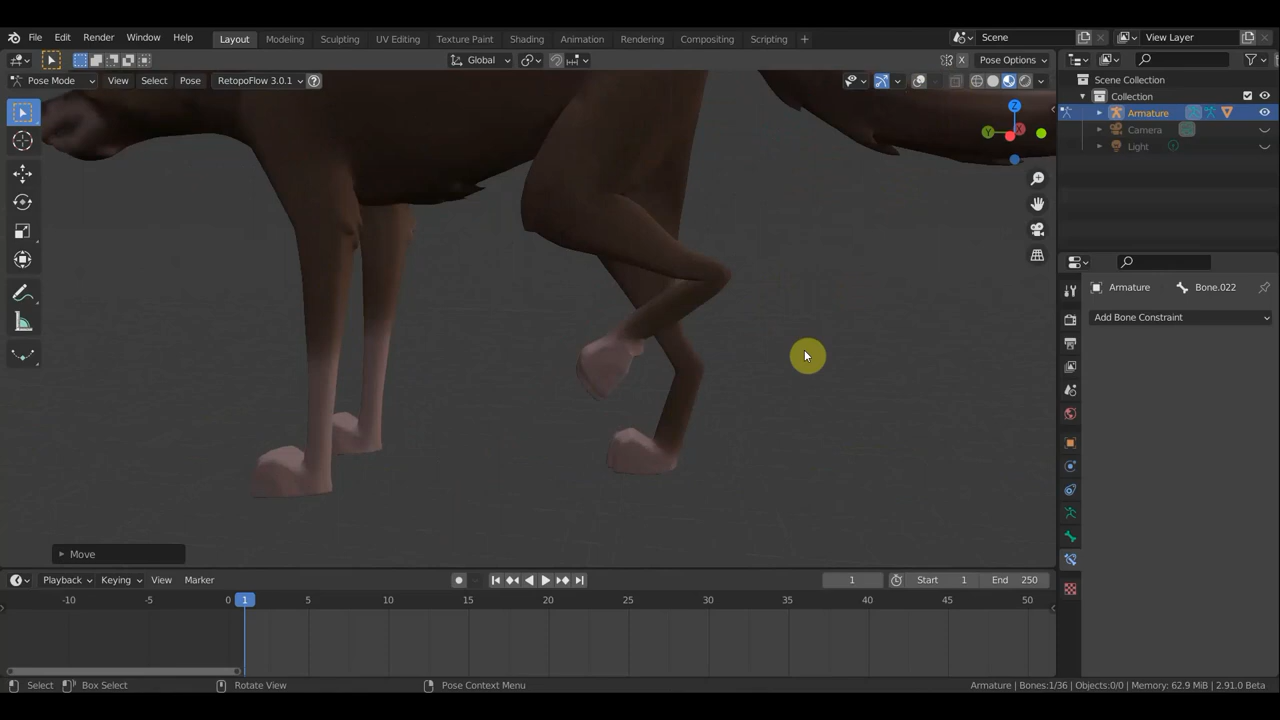 File Edit Render Window Help Layout Modeling Sculpting UV Editing Texture Paint Shading Animation Rendering Compositing Scripting + Scene View Layer
Global Pose Options
Pose Mode View Select Pose RetopoFlow 3.0.1 ?
Scene Collection
Collection
Armature
Camera
Light
Z
Y
X
Armature Bone.022
Add Bone Constraint
Move
Playback Keying View Marker 1 Start 1 End 250
-10 -5 0 1 5 10 15 20 25 30 35 40 45 50
Select Box Select Rotate View Pose Context Menu Armature | Bones:1/36 | Objects:0/0 | Memory: 62.9 MiB | 2.91.0 Beta